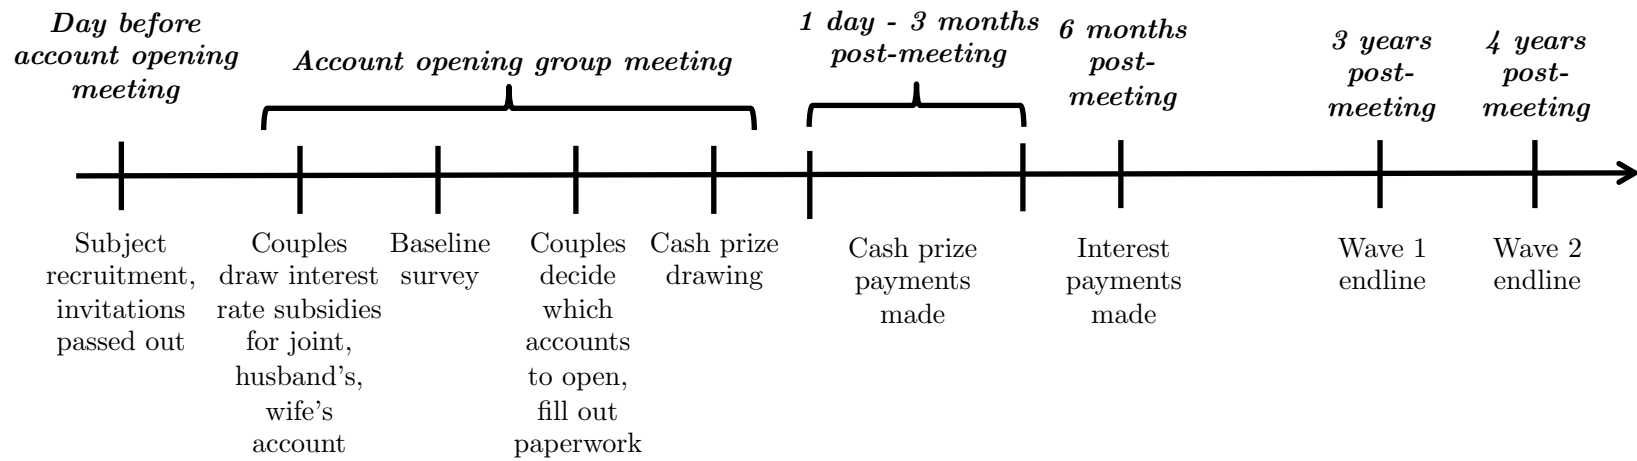 Day before
account opening
meeting
Account opening group meeting
1 day - 3 months
post-meeting
6 months
post-
meeting
3 years
post-
meeting
4 years
post-
meeting
Subject
recruitment,
invitations
passed out
Couples
draw interest
rate subsidies
for joint,
husband's,
wife's
account
Baseline
survey
Couples
decide
which
accounts
to open,
fill out
paperwork
Cash prize
drawing
Cash prize
payments
made
Interest
payments
made
Wave 1
endline
Wave 2
endline